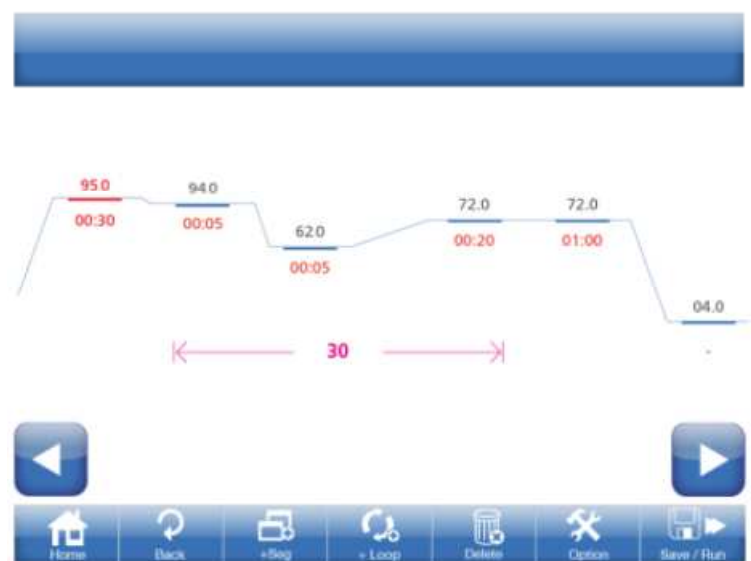 95.0
94.0
62.0
72.0
72.0
04.0
00:30
00:05
00:05
00:20
01:00
-
30
Home
Back
+Seg
+ Loop
Delete
Option
Save / Run